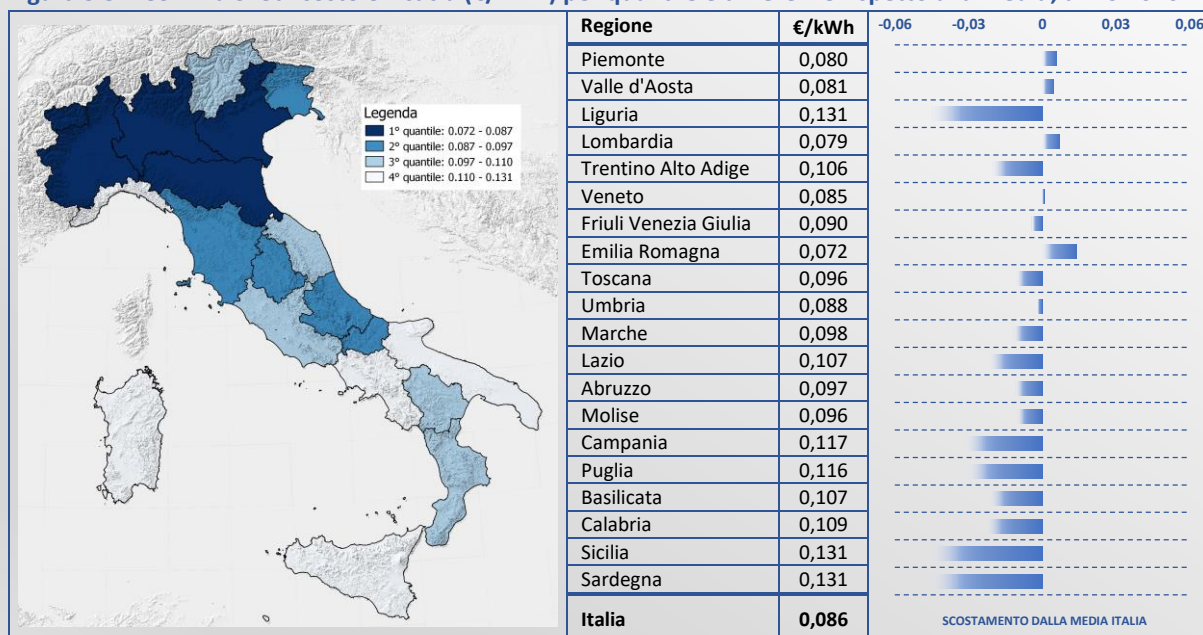 Legenda
1° quantile: 0.072 - 0.087
2° quantile: 0.087 - 0.097
3° quantile: 0.097 - 0.110
4° quantile: 0.110 - 0.131
Regione €/kWh -0,06 -0,03 0 0,03 0,06
Piemonte 0,080
Valle d'Aosta 0,081
Liguria 0,131
Lombardia 0,079
Trentino Alto Adige 0,106
Veneto 0,085
Friuli Venezia Giulia 0,090
Emilia Romagna 0,072
Toscana 0,096
Umbria 0,088
Marche 0,098
Lazio 0,107
Abruzzo 0,097
Molise 0,096
Campania 0,117
Puglia 0,116
Basilicata 0,107
Calabria 0,109
Sicilia 0,131
Sardegna 0,131
Italia 0,086
SCOSTAMENTO DALLA MEDIA ITALIA